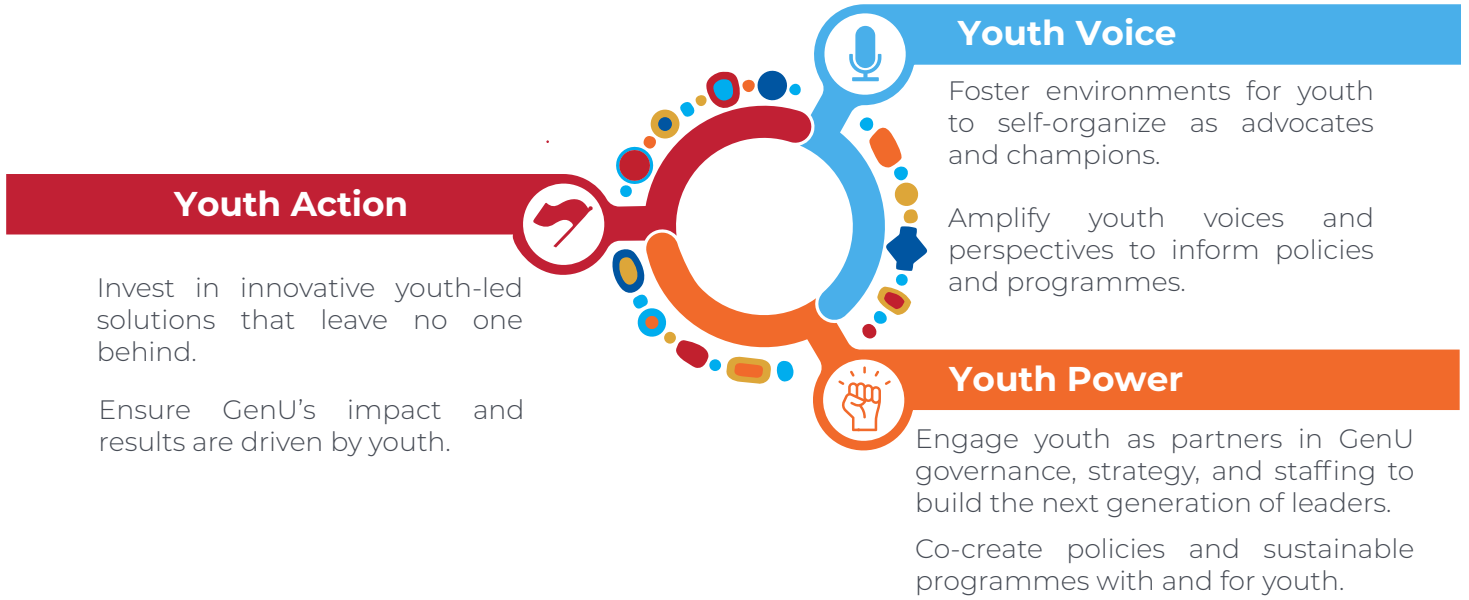 Youth Voice
Foster environments for youth
to self-organize as advocates
and champions.
Amplify youth voices and
perspectives to inform policies
and programmes.
Youth Action
Invest in innovative youth-led
solutions that leave no one
behind.
Ensure GenU’s impact and
results are driven by youth.
Youth Power
Engage youth as partners in GenU
governance, strategy, and staffing to
build the next generation of leaders.
Co-create policies and sustainable
programmes with and for youth.